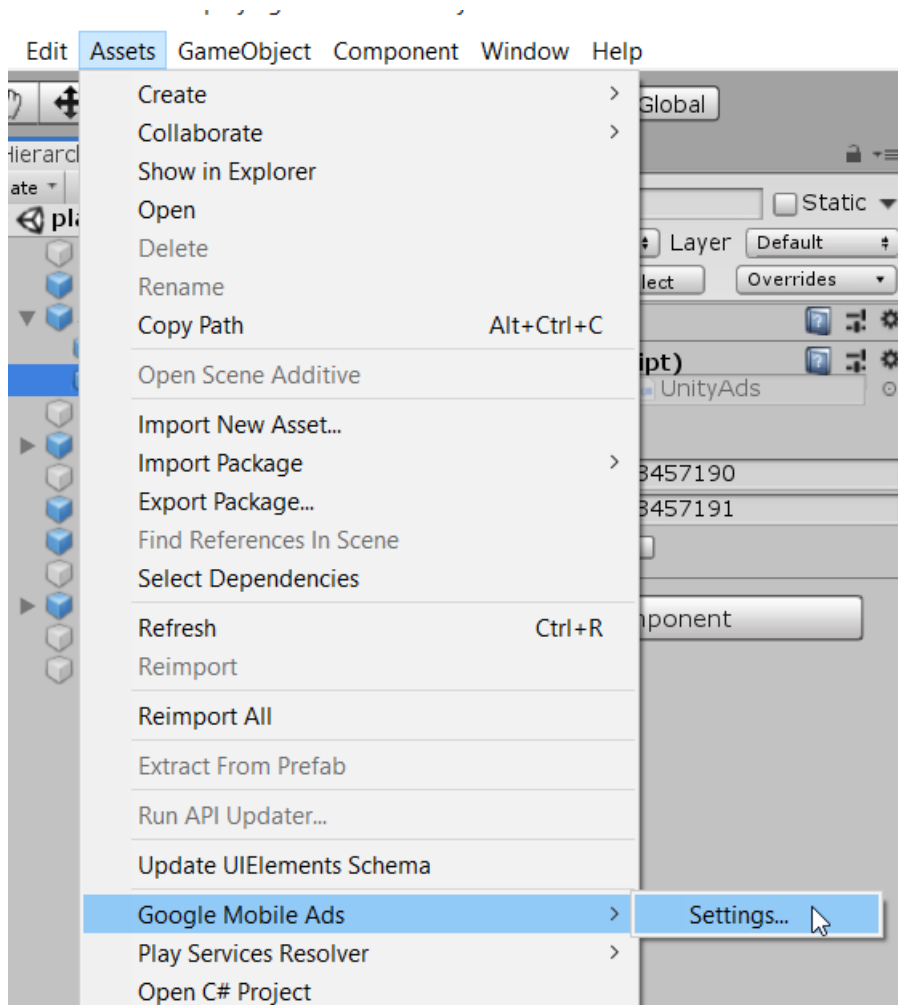 Edit Assets GameObject Component Window Help
Create
Global
Collaborate
Show in Explorer
Static
Open
Layer Default
Delete
Overrides
Rename
Copy Path Alt+Ctrl+C
Open Scene Additive
UnityAds
Import New Asset...
Import Package
3457190
Export Package...
3457191
Find References In Scene
Select Dependencies
Refresh Ctrl+R
Reimport
Reimport All
Extract From Prefab
Run API Updater...
Update UIElements Schema
Google Mobile Ads Settings...
Play Services Resolver
Open C# Project